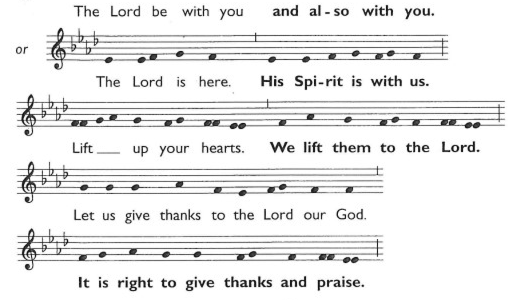 The Lord be with you and al - so with you.
or
The Lord is here. His Spi - rit is with us.
Lift ___ up your hearts. We lift them to the Lord.
Let us give thanks to the Lord our God.
It is right to give thanks and praise.